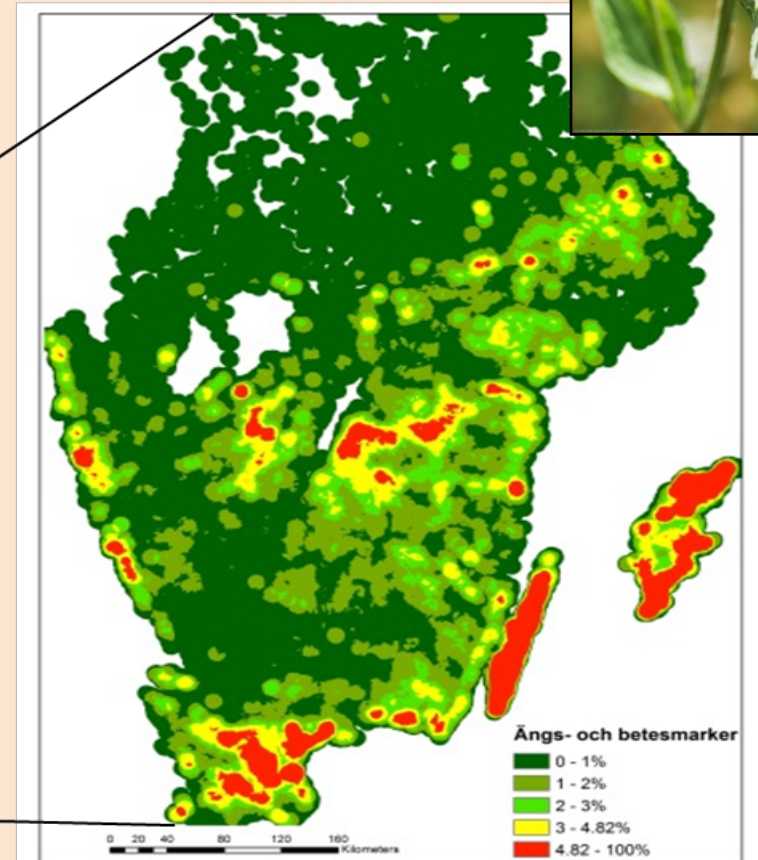 Ängs- och betesmarker
0 - 1%
1 - 2%
2 - 3%
3 - 4.82%
4.82 - 100%
0 20 40 80 120 160
Kilometers